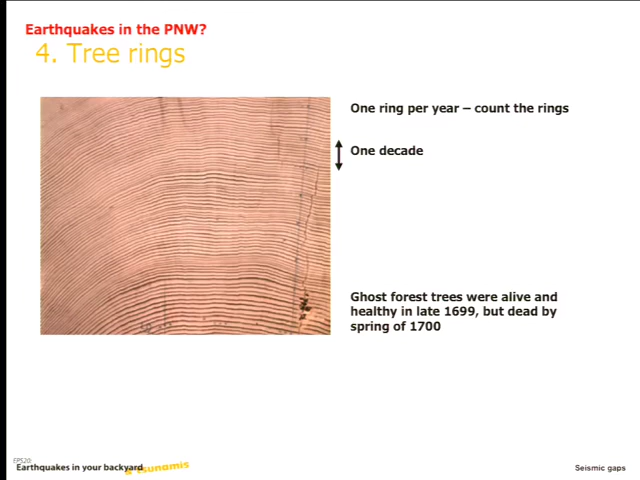 Earthquakes in the PNW?
4. Tree rings
One ring per year – count the rings
One decade
Ghost forest trees were alive and
healthy in late 1699, but dead by
spring of 1700
EPS20:
Earthquakes in your backyard
& tsunamis
Seismic gaps